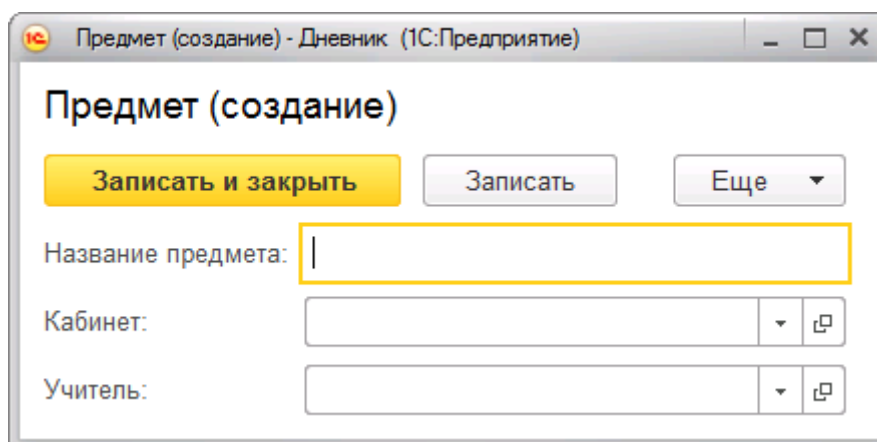 1С Предмет (создание) - Дневник (1С:Предприятие)
Предмет (создание)
Записать и закрыть Записать Еще
Название предмета:
Кабинет:
Учитель: